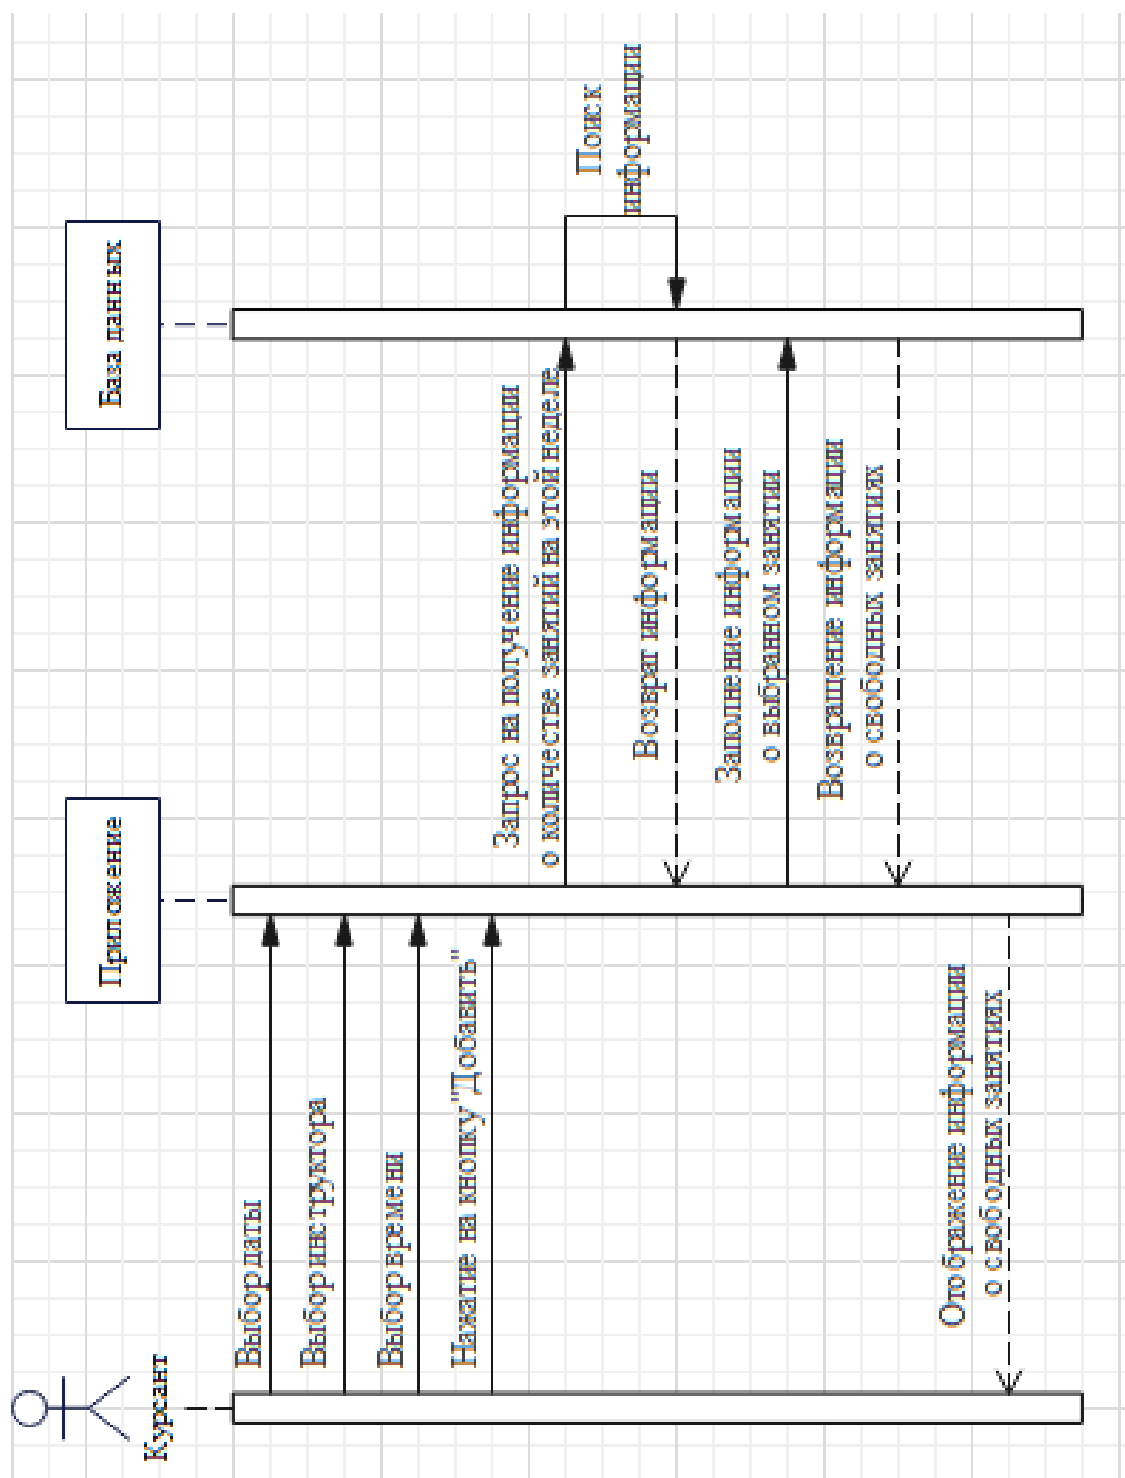 Курсант
Приложение
База данных
Выбор даты
Выбор инструктора
Выбор времени
Нажатие на кнопку "Добавить"
Запрос на получение информации
о количестве занятий на этой неделе
Поиск
информации
Возврат информации
Заполнение информации
о выбранном занятии
Возвращение информации
о свободных занятиях
Отображение информации
о свободных занятиях